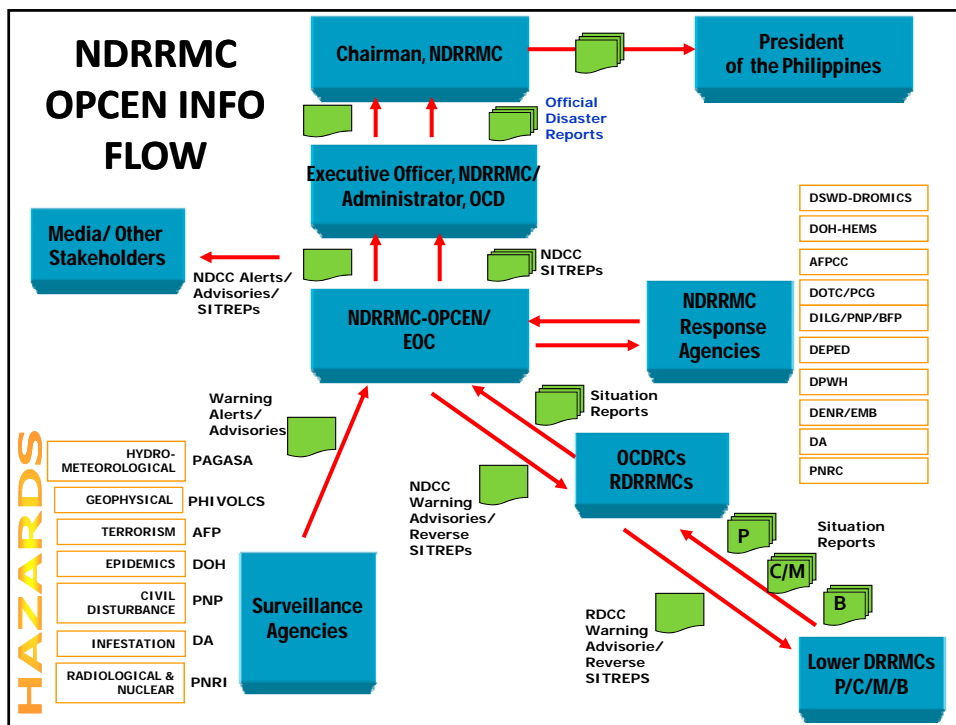 NDRRMC
OPCEN INFO
FLOW
Chairman, NDRRMC
President
of the Philippines
Official
Disaster
Reports
Executive Officer, NDRRMC/
Administrator, OCD
Media/ Other
Stakeholders
NDCC Alerts/
Advisories/
SITREPs
NDCC
SITREPs
NDRRMC-OPCEN/
EOC
NDRRMC
Response
Agencies
DSWD-DROMICS
DOH-HEMS
AFPCC
DOTC/PCG
DILG/PNP/BFP
DEPED
DPWH
DENR/EMB
DA
PNRC
Warning
Alerts/
Advisories
Situation
Reports
OCDRCs
RDRRMCs
NDCC
Warning
Advisories/
Reverse
SITREPs
HAZARDS
HYDRO-
METEOROLOGICAL
PAGASA
GEOPHYSICAL
PHIVOLCS
TERRORISM
AFP
EPIDEMICS
DOH
CIVIL
DISTURBANCE
PNP
INFESTATION
DA
RADIOLOGICAL &
NUCLEAR
PNRI
Surveillance
Agencies
P
C/M
B
Situation
Reports
RDCC
Warning
Advisorie/
Reverse
SITREPS
Lower DRRMCs
P/C/M/B